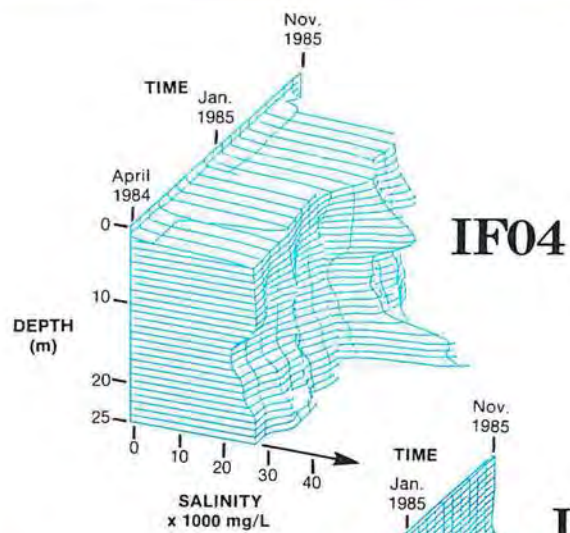 Nov.
1985
TIME
Jan.
1985
April
1984
0
IF04
10
DEPTH
(m)
20
25
0
10
20
30
40
SALINITY
x 1000 mg/L
Nov.
1985
TIME
Jan.
1985